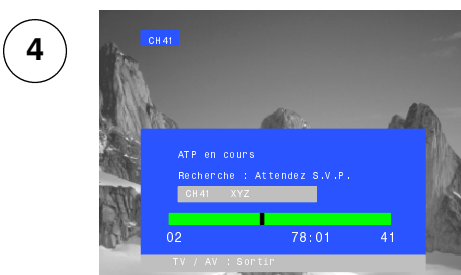 4
CH41
ATP en cours
Recherche : Attendez S.V.P.
CH41 XYZ
02 78:01 41
TV / AV : Sortir